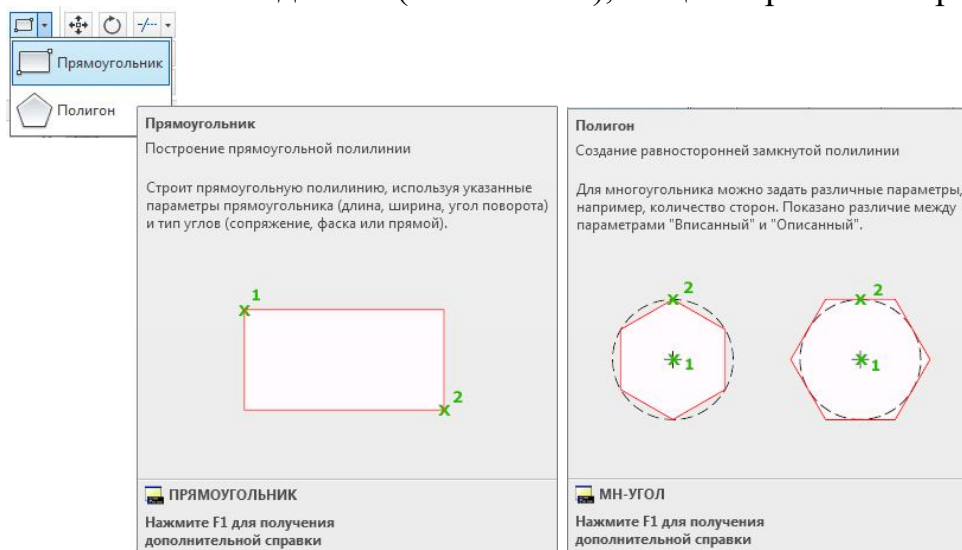 Прямоугольник
Полигон
Прямоугольник
Построение прямоугольной полилинии
Строит прямоугольную полилинию, используя указанные
параметры прямоугольника (длина, ширина, угол поворота)
и тип углов (сопряжение, фаска или прямой).
1
2
ПРЯМОУГОЛЬНИК
Нажмите F1 для получения
дополнительной справки
Полигон
Создание равносторонней замкнутой полилинии
Для многоугольника можно задать различные параметры,
например, количество сторон. Показано различие между
параметрами "Вписанный" и "Описанный".
2
1
2
1
МН-УГОЛ
Нажмите F1 для получения
дополнительной справки